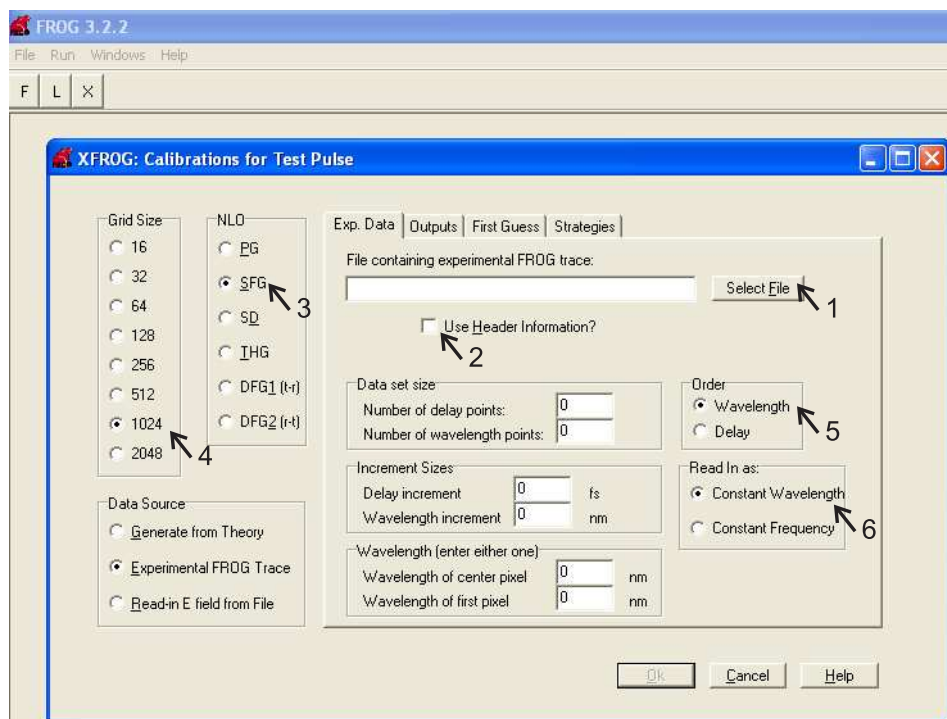 FROG 3.2.2
File Run Windows Help
F L X
XFROG: Calibrations for Test Pulse
Grid Size
16
32
64
128
256
512
1024
2048
4
NLO
PG
SFG
SD
THG
DFG1 (t-r)
DFG2 (r-t)
3
Data Source
Generate from Theory
Experimental FROG Trace
Read-in E field from File
Exp. Data Outputs First Guess Strategies
File containing experimental FROG trace:
Select File
1
Use Header Information?
2
Data set size
Number of delay points: 0
Number of wavelength points: 0
Order
Wavelength
Delay
5
Increment Sizes
Delay increment 0 fs
Wavelength increment 0 nm
Read In as:
Constant Wavelength
Constant Frequency
6
Wavelength (enter either one)
Wavelength of center pixel 0 nm
Wavelength of first pixel 0 nm
Ok Cancel Help